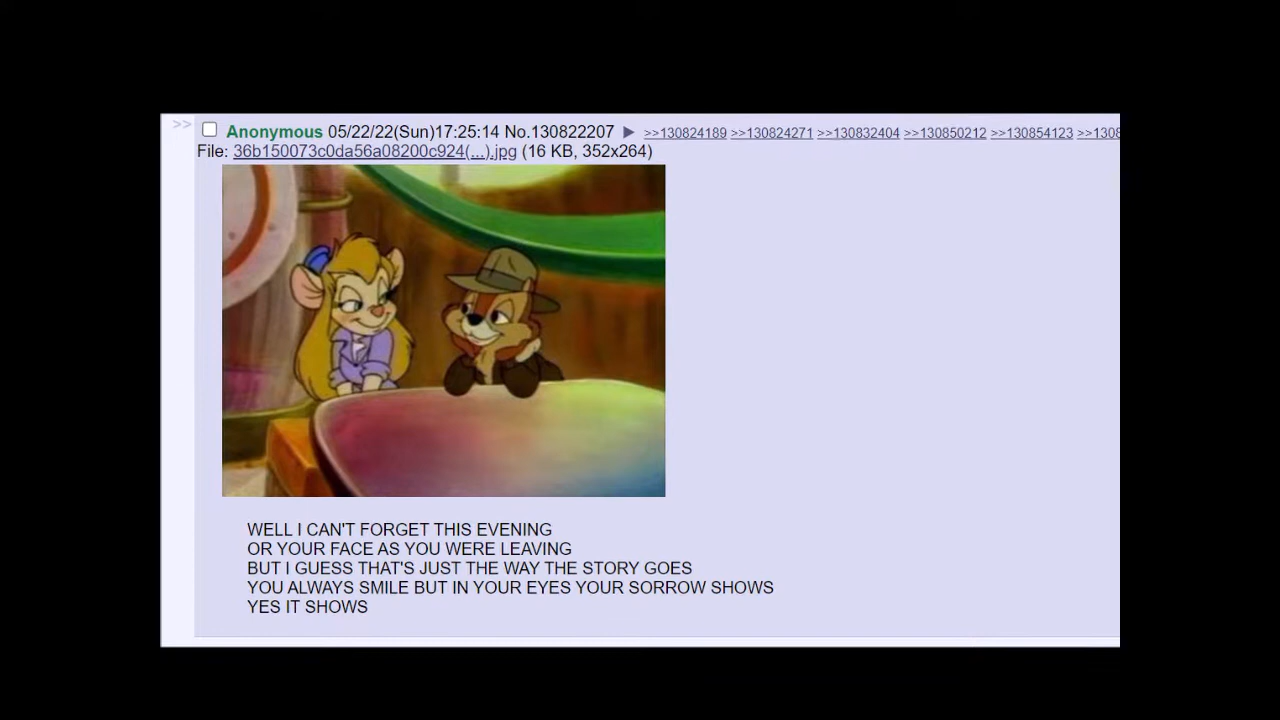 >> Anonymous 05/22/22(Sun)17:25:14 No.130822207 ▶ >>130824189 >>130824271 >>130832404 >>130850212 >>130854123 >>1308
File: 36b150073c0da56a08200c924(...).jpg (16 KB, 352x264)
WELL I CAN'T FORGET THIS EVENING
OR YOUR FACE AS YOU WERE LEAVING
BUT I GUESS THAT'S JUST THE WAY THE STORY GOES
YOU ALWAYS SMILE BUT IN YOUR EYES YOUR SORROW SHOWS
YES IT SHOWS